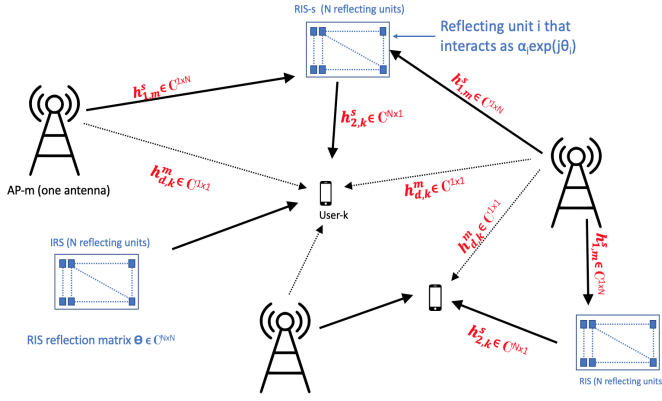 RIS-s (N reflecting units)
Reflecting unit i that
interacts as αᵢexp(jθᵢ)
h^s_{1,m} ϵ C^{1xN}
h^s_{1,m} ϵ C^{1xN}
h^s_{2,k} ϵ C^{Nx1}
AP-m (one antenna)
h^m_{d,k} ϵ C^{1x1}
h^m_{d,k} ϵ C^{1x1}
User-k
h^m_{d,k} ϵ C^{1x1}
IRS (N reflecting units)
h^s_{1,m} ϵ C^{1xN}
RIS reflection matrix Θ ϵ C^{NxN}
h^s_{2,k} ϵ C^{Nx1}
RIS (N reflecting units